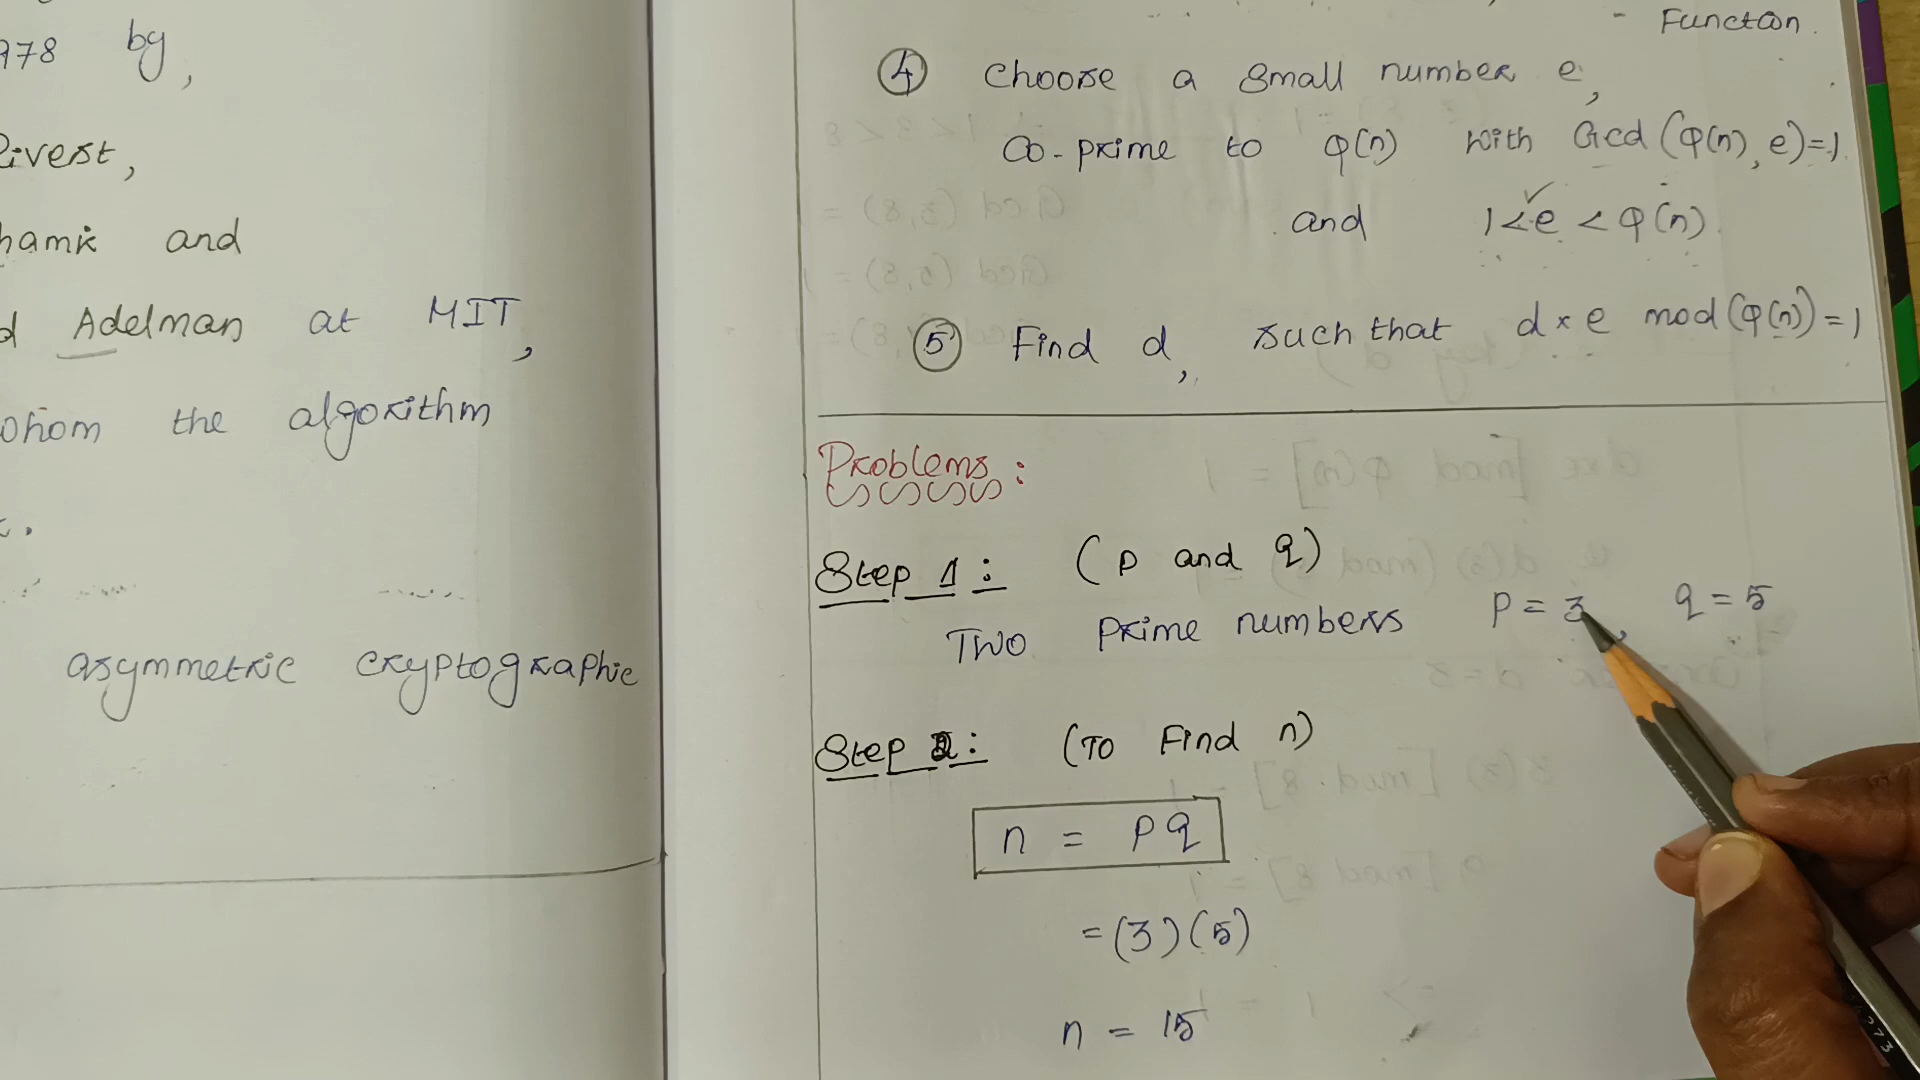 978 by,
Rivest,
hamir and
d Adelman at MIT,
whom the algorithm
asymmetric cryptographic
- Function.
④ choose a small number e,
co-prime to φ(n) with Gcd (φ(n), e)=1
and 1<e <φ(n).
⑤ Find d, such that d×e mod(φ(n))=1
Problems:
Step 1: (p and q)
Two prime numbers P=3, q=5
Step 2: (To Find n)
n = pq
=(3)(5)
n = 15